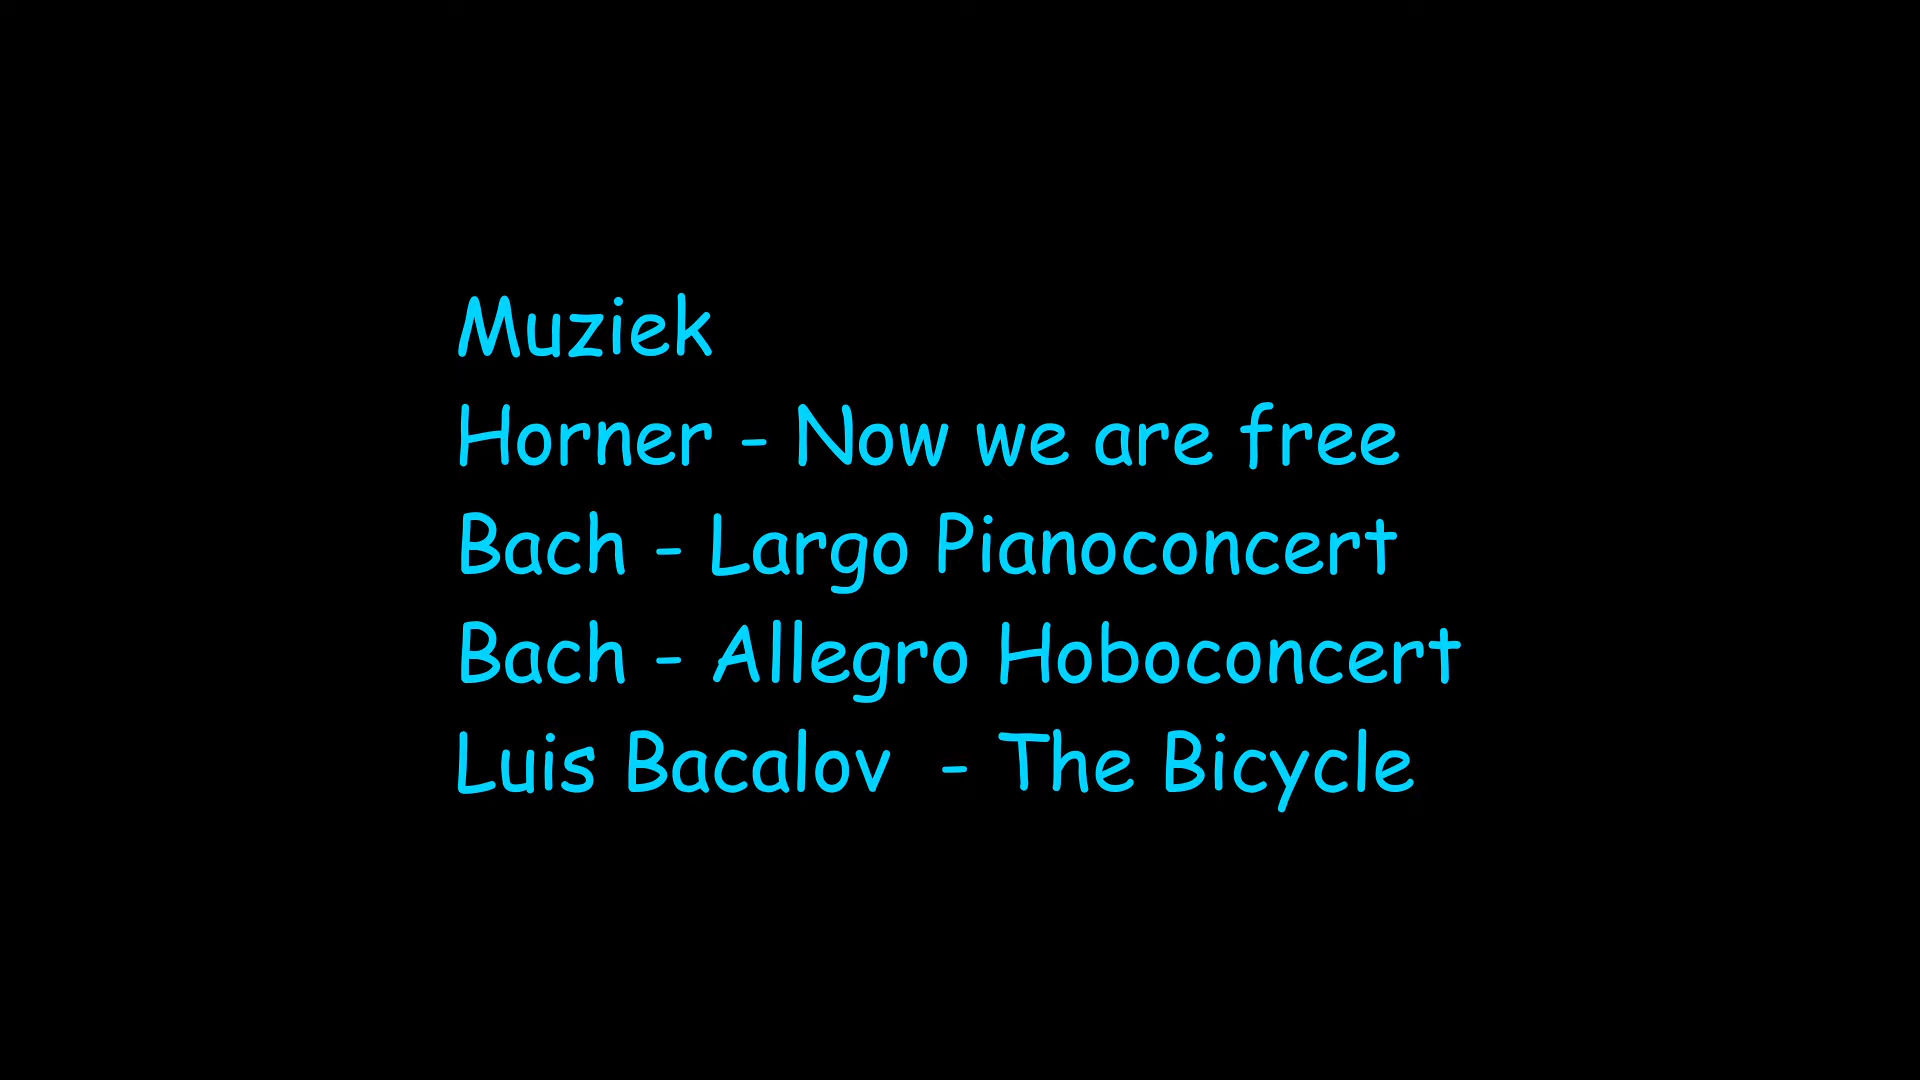 Muziek
Horner - Now we are free
Bach - Largo Pianoconcert
Bach - Allegro Hoboconcert
Luis Bacalov  - The Bicycle